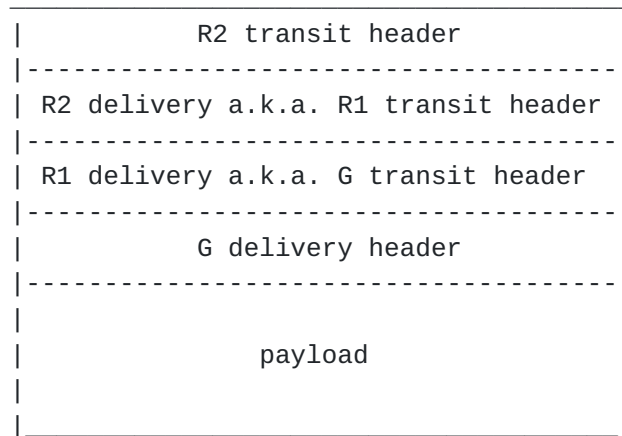 R2 transit header
R2 delivery a.k.a. R1 transit header
R1 delivery a.k.a. G transit header
G delivery header
payload